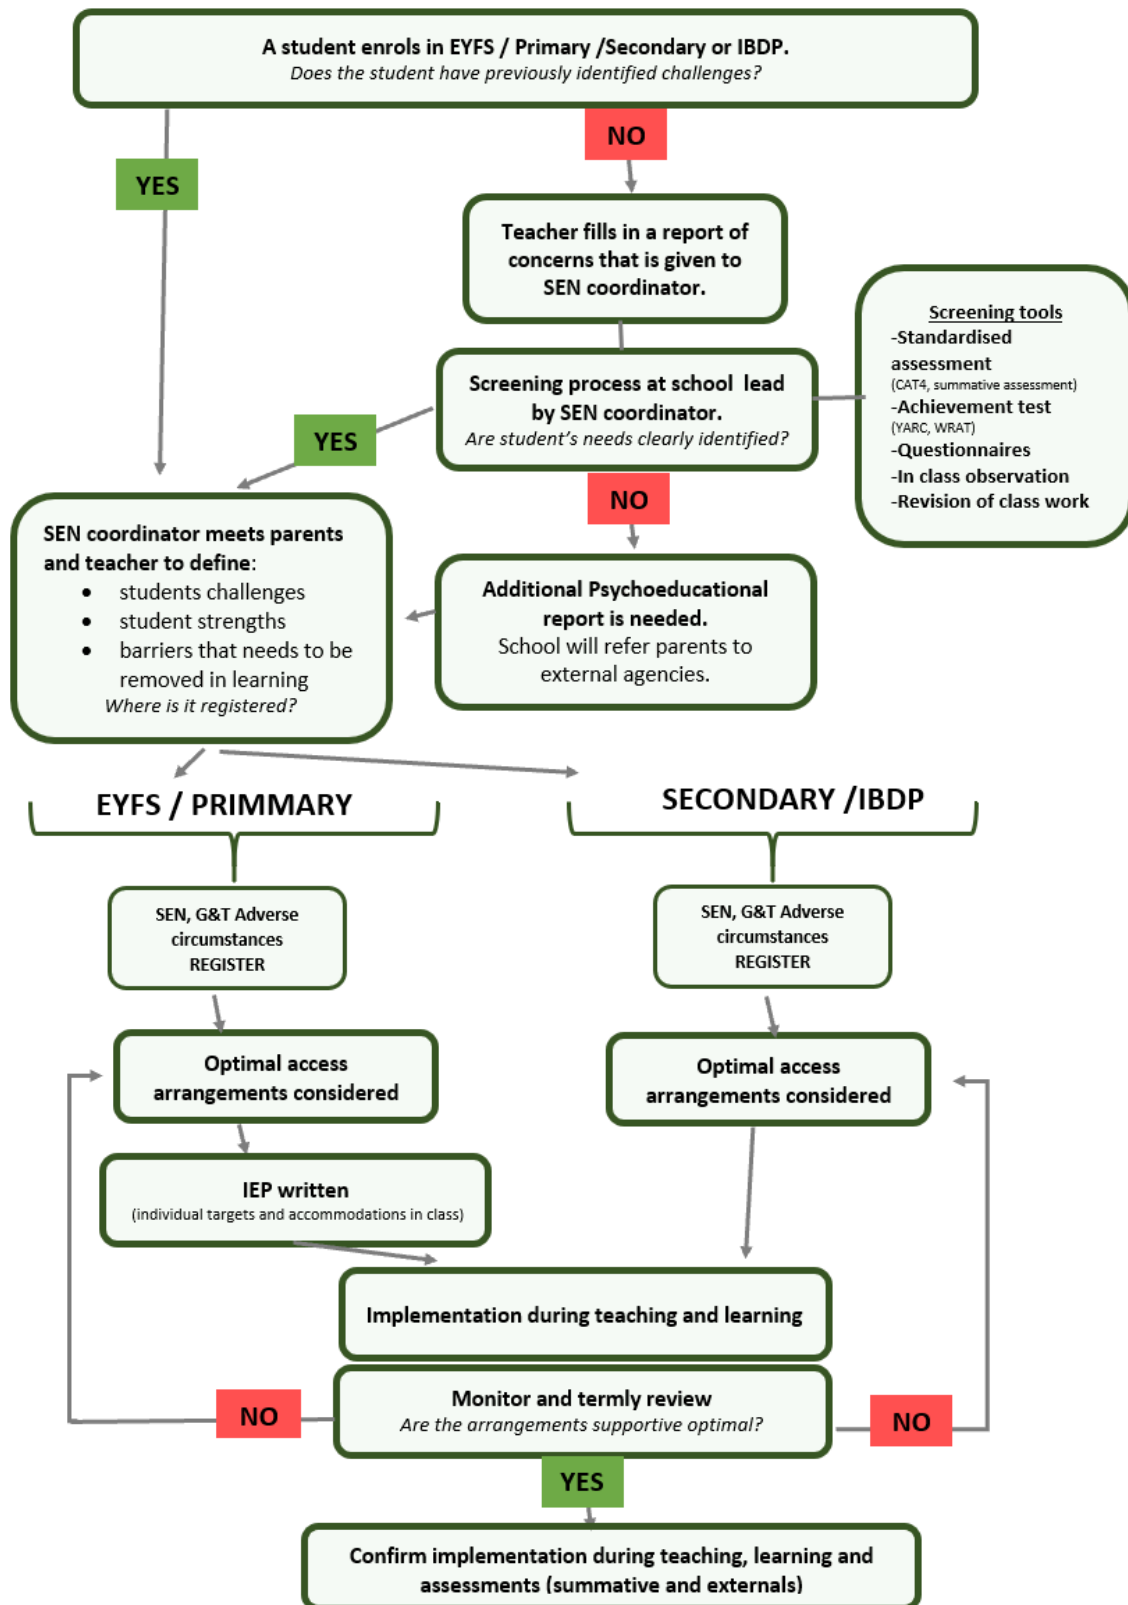 A student enrols in EYFS / Primary /Secondary or IBDP.
Does the student have previously identified challenges?
NO
YES
Teacher fills in a report of
concerns that is given to
SEN coordinator.
Screening tools
-Standardised
assessment
(CAT4, summative assessment)
-Achievement test
(YARC, WRAT)
-Questionnaires
-In class observation
-Revision of class work
Screening process at school lead
by SEN coordinator.
Are student's needs clearly identified?
YES
NO
SEN coordinator meets parents
and teacher to define:
• students challenges
• student strengths
• barriers that needs to be
removed in learning
Where is it registered?
Additional Psychoeducational
report is needed.
School will refer parents to
external agencies.
EYFS / PRIMMARY
SECONDARY /IBDP
SEN, G&T Adverse
circumstances
REGISTER
SEN, G&T Adverse
circumstances
REGISTER
Optimal access
arrangements considered
Optimal access
arrangements considered
IEP written
(individual targets and accommodations in class)
Implementation during teaching and learning
Monitor and termly review
Are the arrangements supportive optimal?
NO
NO
YES
Confirm implementation during teaching, learning and
assessments (summative and externals)